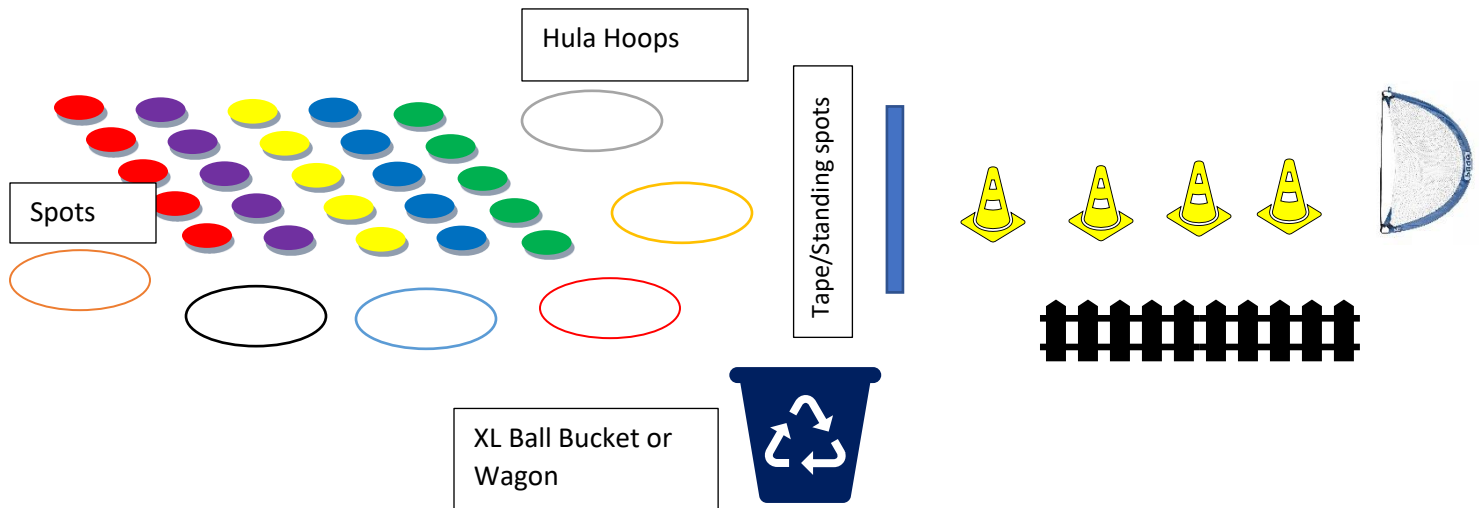 Hula Hoops
Spots
Tape/Standing spots
XL Ball Bucket or
Wagon